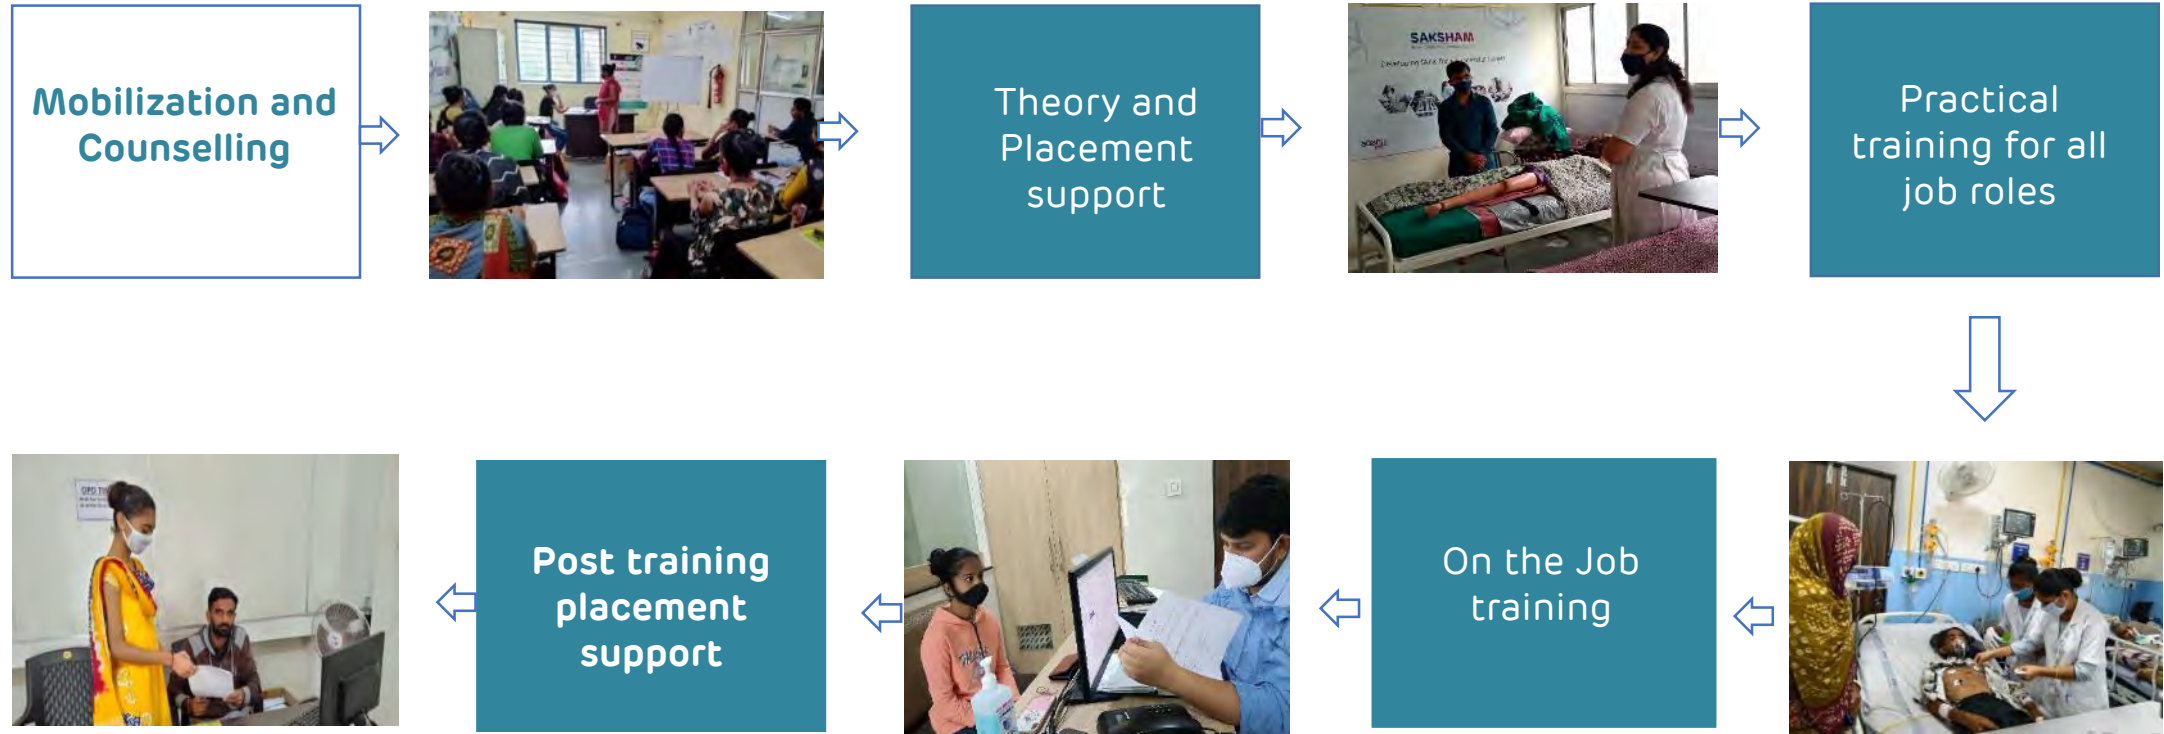 Mobilization and
Counselling
Theory and
Placement
support
SAKSHAM
Practical
training for all
job roles
Post training
placement
support
On the Job
training